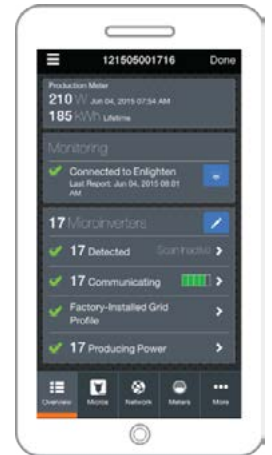 121505001716 Done
Production Meter
210 W Jun 04, 2015 07:54 AM
185 kWh Lifetime
Monitoring
Connected to Enlighten
Last Report: Jun 04, 2015 08:01
AM
17 Microinverters
17 Detected Scan Inactive
17 Communicating
Factory-Installed Grid
Profile
17 Producing Power
Overview Micros Network Meters More